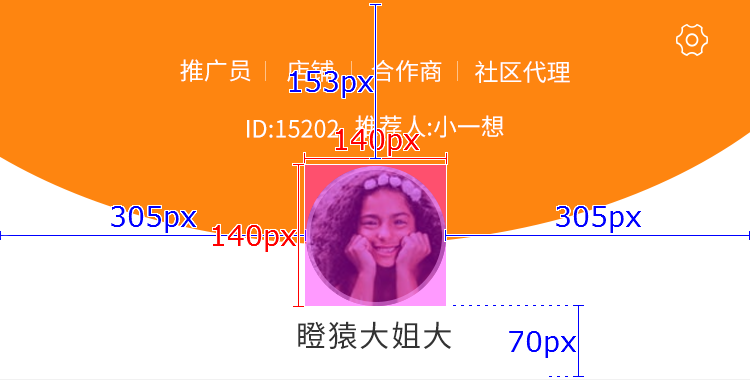 推广员 店铺 合作商 社区代理
153px
ID:15202 推荐人:小一想
140px
305px
305px
140px
瞪猿大姐大
70px